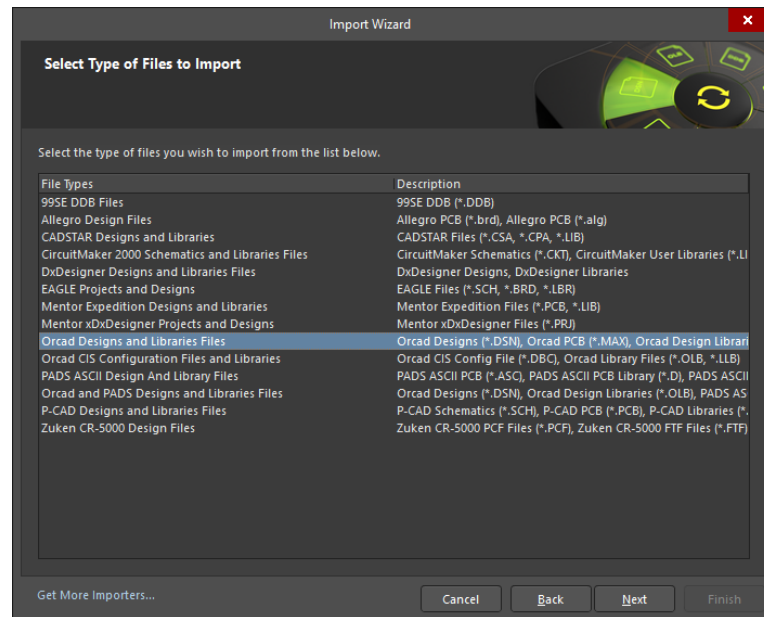 Import Wizard
Select Type of Files to Import
Select the type of files you wish to import from the list below.
File Types Description
99SE DDB Files 99SE DDB (*.DDB)
Allegro Design Files Allegro PCB (*.brd), Allegro PCB (*.alg)
CADSTAR Designs and Libraries CADSTAR Files (*.CSA, *.CPA, *.LIB)
CircuitMaker 2000 Schematics and Libraries Files CircuitMaker Schematics (*.CKT), CircuitMaker User Libraries (*.LI
DxDesigner Designs and Libraries Files DxDesigner Designs, DxDesigner Libraries
EAGLE Projects and Designs EAGLE Files (*.SCH, *.BRD, *.LBR)
Mentor Expedition Designs and Libraries Mentor Expedition Files (*.PCB, *.LIB)
Mentor xDxDesigner Projects and Designs Mentor xDxDesigner Files (*.PRJ)
Orcad Designs and Libraries Files Orcad Designs (*.DSN), Orcad PCB (*.MAX), Orcad Design Librari
Orcad CIS Configuration Files and Libraries Orcad CIS Config File (*.DBC), Orcad Library Files (*.OLB, *.LLB)
PADS ASCII Design And Library Files PADS ASCII PCB (*.ASC), PADS ASCII PCB Library (*.D), PADS ASCII
Orcad and PADS Designs and Libraries Files Orcad Designs (*.DSN), Orcad Design Libraries (*.OLB), PADS AS
P-CAD Designs and Libraries Files P-CAD Schematics (*.SCH), P-CAD PCB (*.PCB), P-CAD Libraries (*.
Zuken CR-5000 Design Files Zuken CR-5000 PCF Files (*.PCF), Zuken CR-5000 FTF Files (*.FTF)
Get More Importers... Cancel Back Next Finish